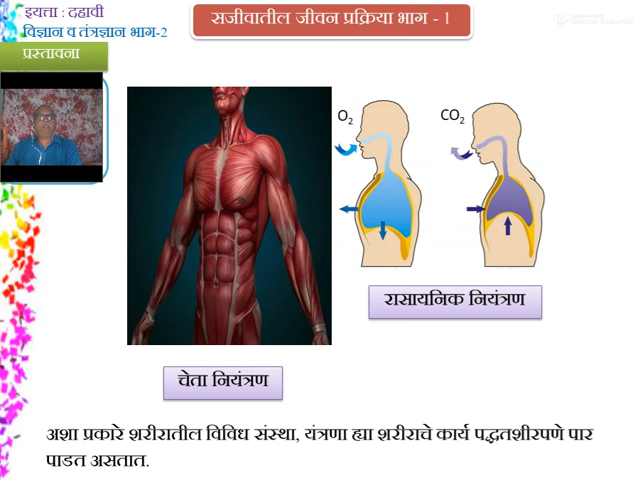 इयत्ता : दहावी
विज्ञान व तंत्रज्ञान भाग-2
सजीवातील जीवन प्रक्रिया भाग - 1
प्रस्तावना
O2
CO2
रासायनिक नियंत्रण
चेता नियंत्रण
अशा प्रकारे शरीरातील विविध संस्था, यंत्रणा ह्या शरीराचे कार्य पद्धतशीरपणे पार
पाडत असतात.